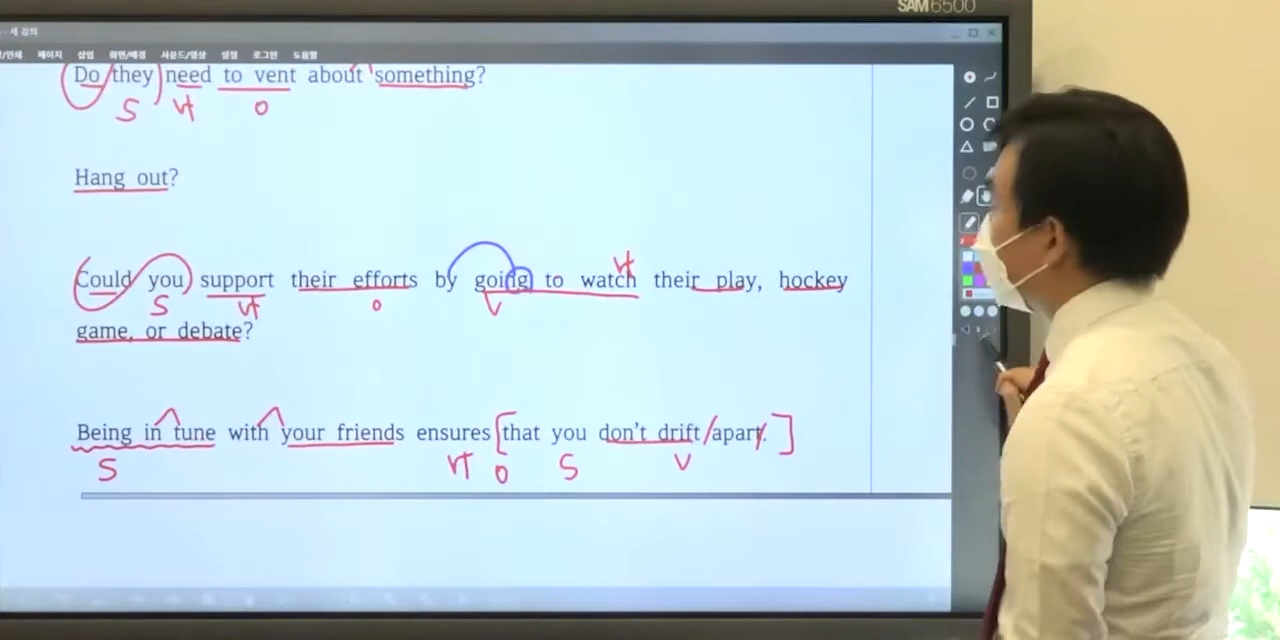 SAM6500
새 강의
페이지 삽입 화면/배경 사운드/영상 설정 로그인 도움말
Do they need to vent about something?
S vt o
Hang out?
Could you support their efforts by going to watch their play, hockey
vt
S vt o V
game, or debate?
Being in tune with your friends ensures [that you don't drift/apart.]
S vt o S V